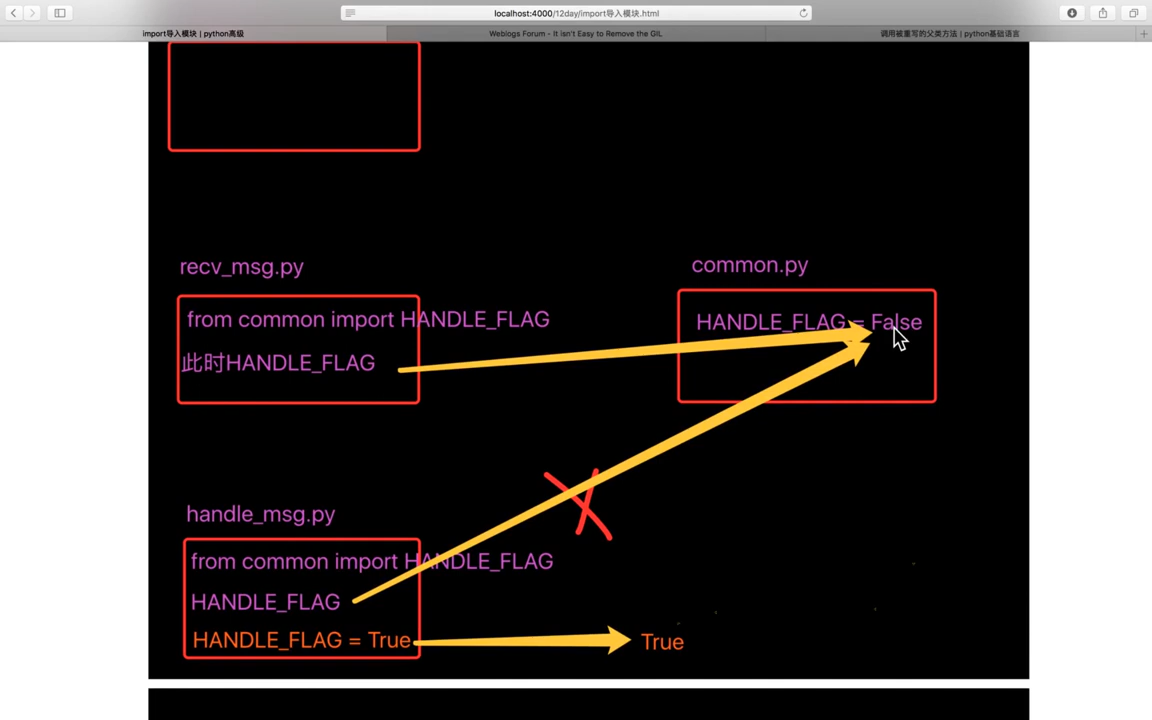 localhost:4000/12day/import导入模块.html
import导入模块 | python高级
Weblogs Forum - It isn't Easy to Remove the GIL
调用被重写的父类方法 | python基础语言
recv_msg.py
common.py
from common import HANDLE_FLAG
HANDLE_FLAG = False
此时HANDLE_FLAG
handle_msg.py
from common import HANDLE_FLAG
HANDLE_FLAG
HANDLE_FLAG = True
True